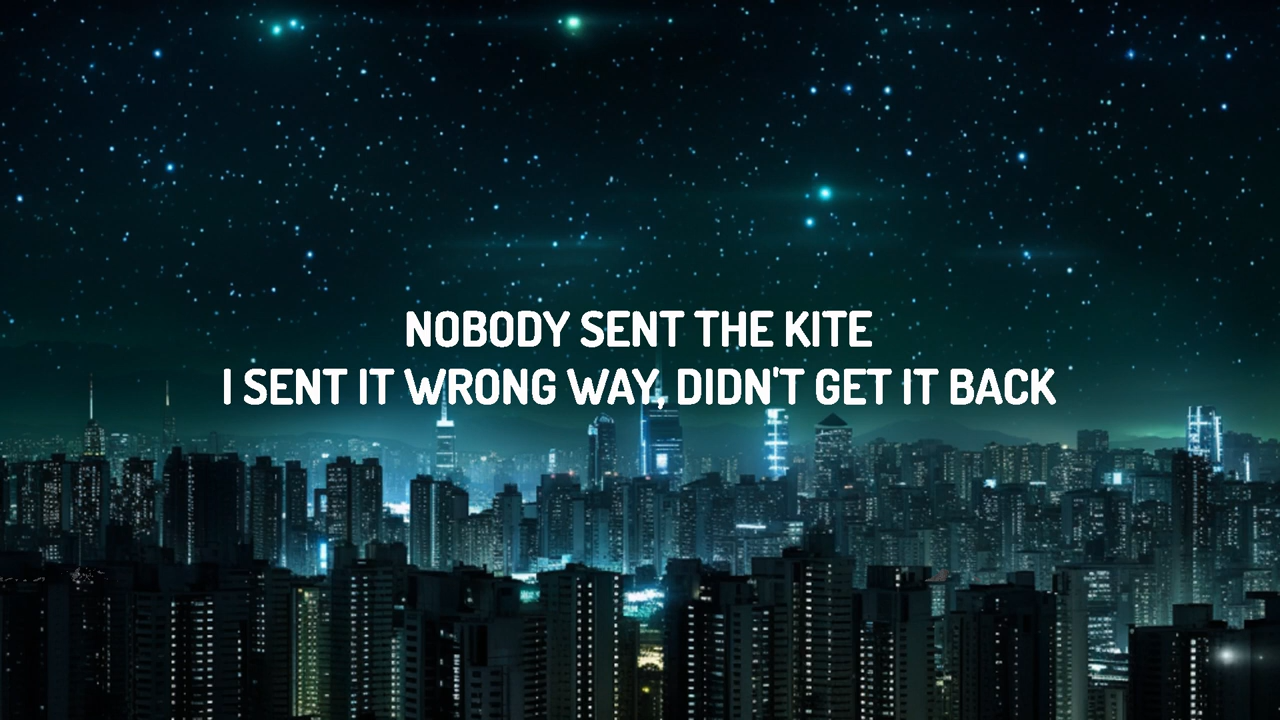 NOBODY SENT THE KITE
I SENT IT WRONG WAY, DIDN'T GET IT BACK